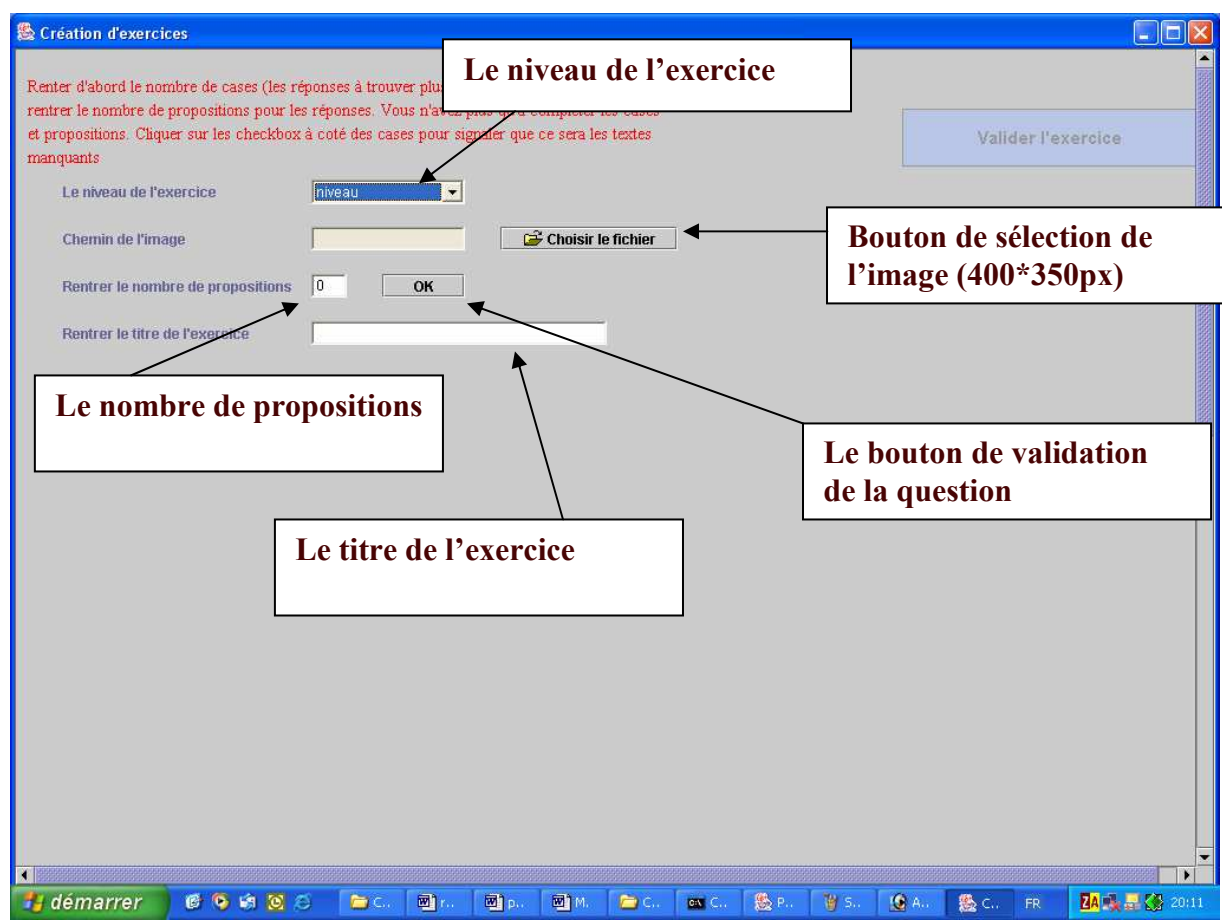 Création d'exercices
Le niveau de l'exercice
Renter d'abord le nombre de cases (les réponses à trouver
rentrer le nombre de propositions pour les réponses. Vous n'avez
et propositions. Cliquer sur les checkbox à coté des cases pour signaler que ce sera les textes
manquants
Valider l'exercice
Le niveau de l'exercice
niveau
Chemin de l'image
Choisir le fichier
Bouton de sélection de
l'image (400*350px)
Rentrer le nombre de propositions
0
OK
Rentrer le titre de l'exercice
Le nombre de propositions
Le bouton de validation
de la question
Le titre de l'exercice
démarrer
C..
r..
p..
M.
C..
C..
P..
S..
A..
C..
FR
ZA
20:11